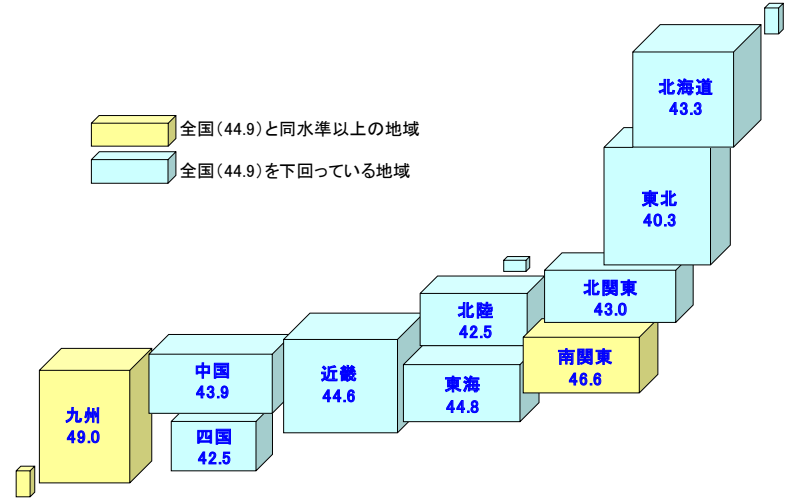 北海道
43.3
全国（44.9）と同水準以上の地域
全国（44.9）を下回っている地域
東北
40.3
北関東
43.0
北陸
42.5
南関東
46.6
中国
43.9
近畿
44.6
東海
44.8
九州
49.0
四国
42.5